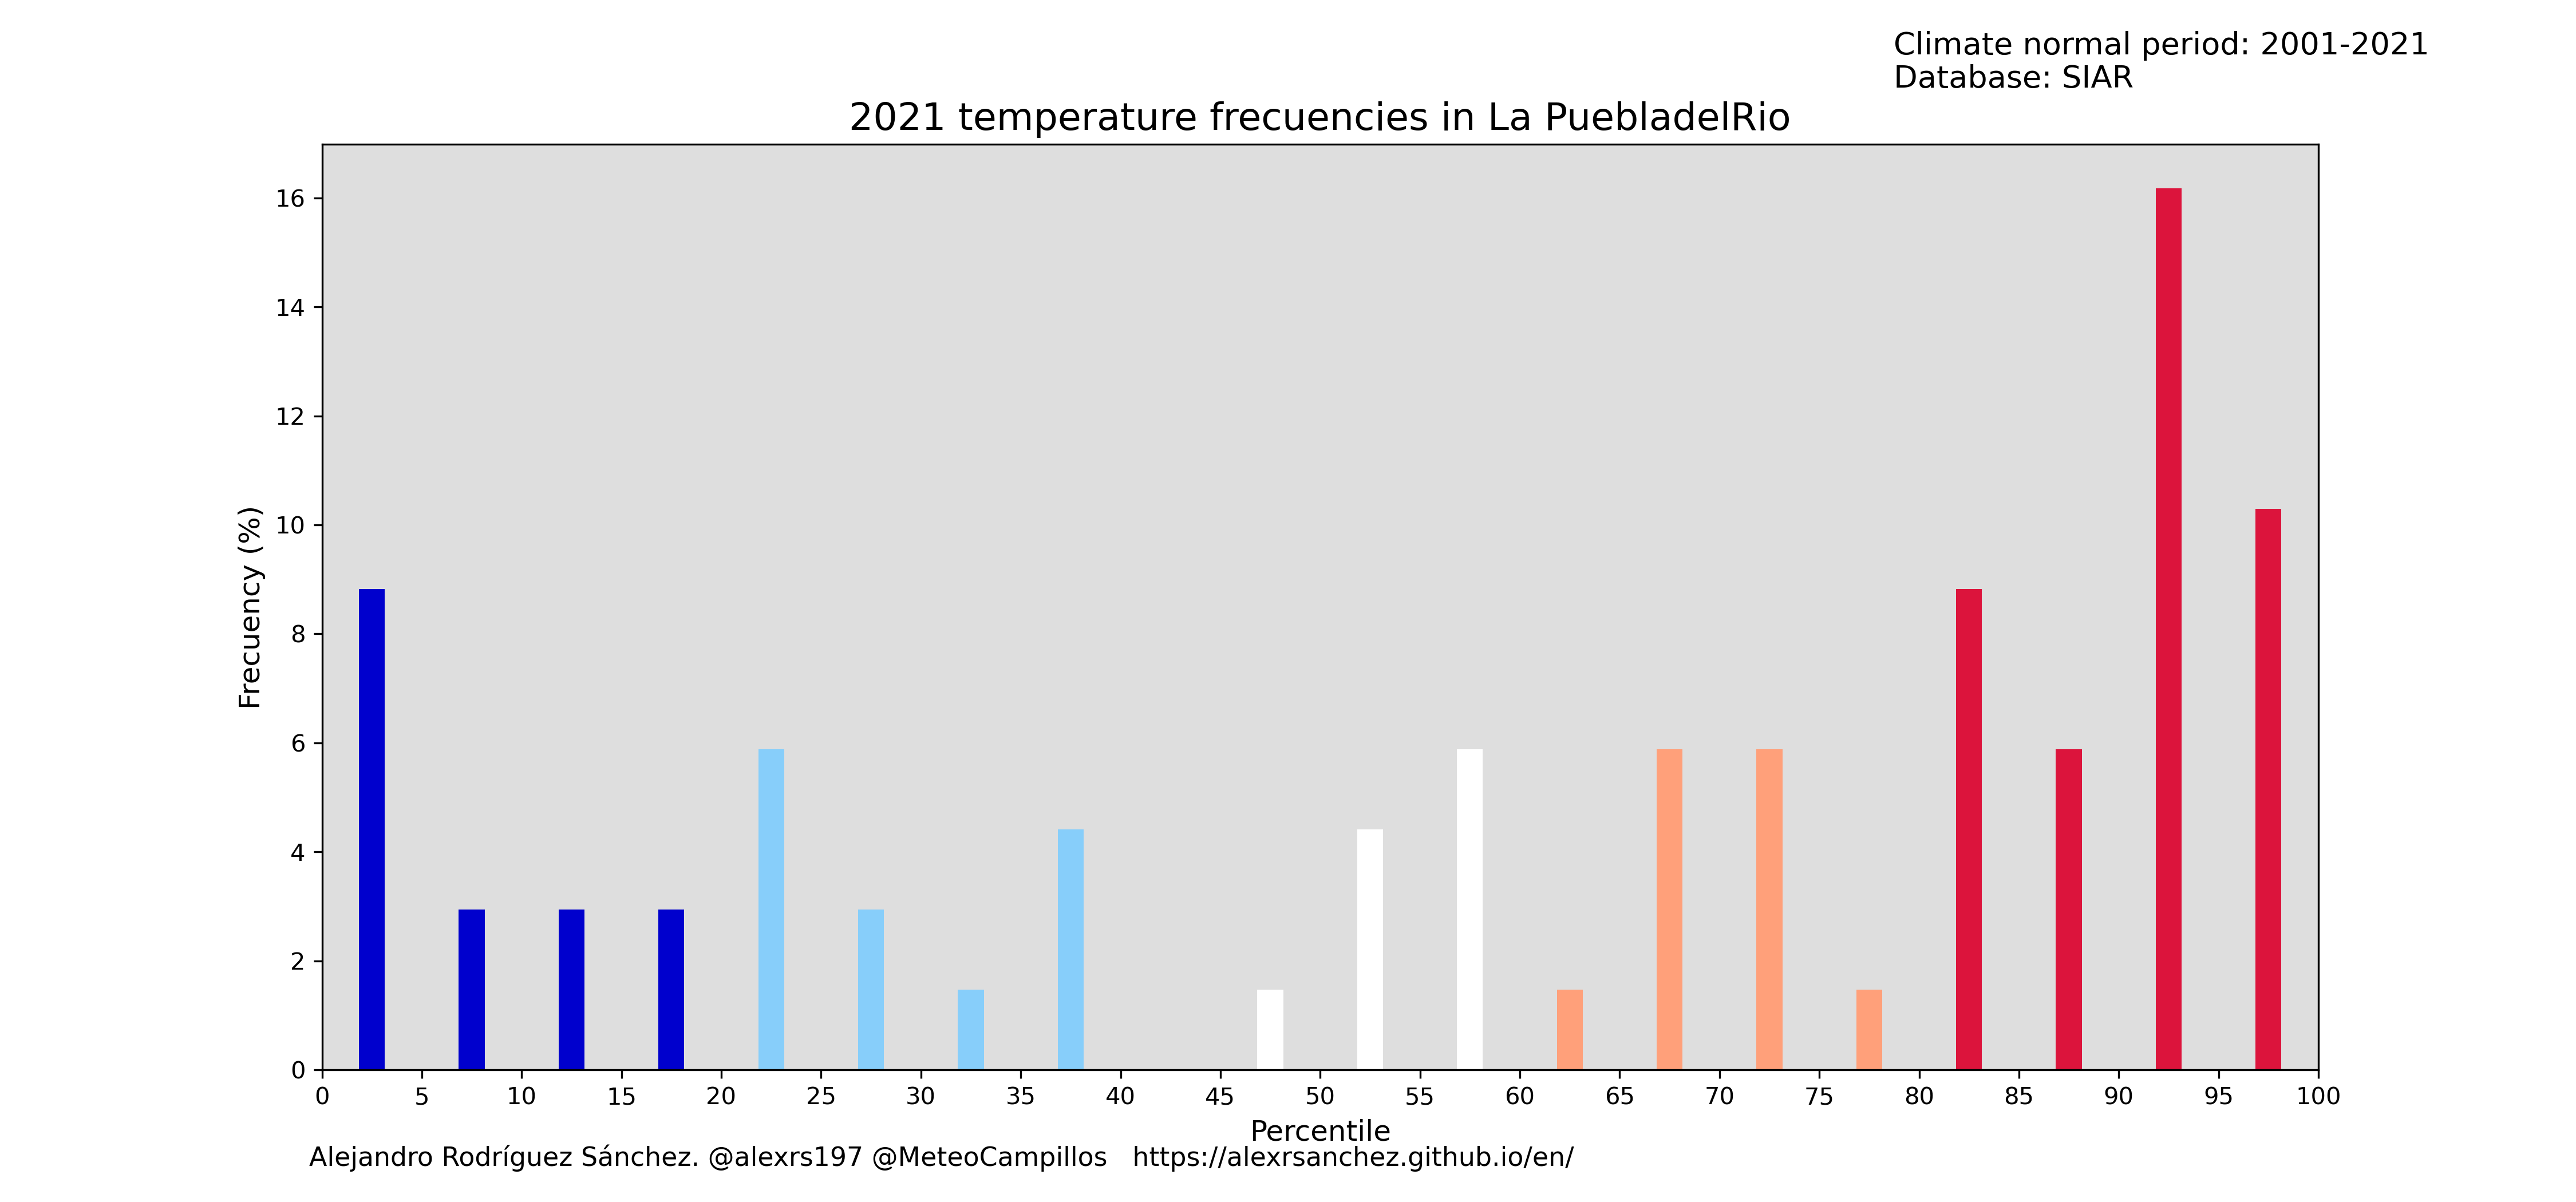 Climate normal period: 2001-2021
Database: SIAR
2021 temperature frecuencies in La PuebladelRio
Frecuency (%)
16
14
12
10
8
6
4
2
0
0 5 10 15 20 25 30 35 40 45 50 55 60 65 70 75 80 85 90 95 100
Percentile
Alejandro Rodríguez Sánchez. @alexrs197 @MeteoCampillos https://alexrsanchez.github.io/en/